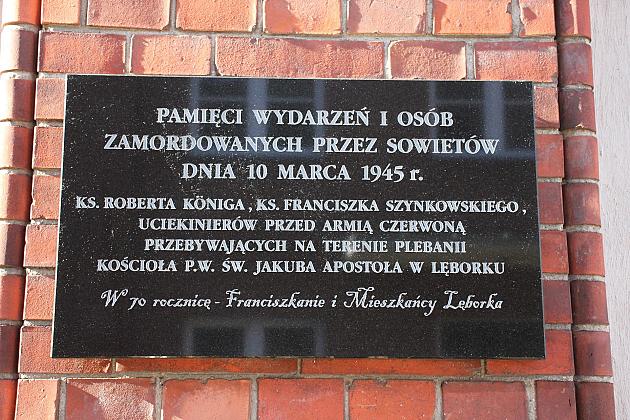 PAMIĘCI WYDARZEŃ I OSÓB
ZAMORDOWANYCH PRZEZ SOWIETÓW
DNIA 10 MARCA 1945 r.
KS. ROBERTA KÖNIGA, KS. FRANCISZKA SZYNKOWSKIEGO,
UCIEKINIERÓW PRZED ARMIĄ CZERWONĄ
PRZEBYWAJĄCYCH NA TERENIE PLEBANII
KOŚCIOŁA P.W. ŚW. JAKUBA APOSTOŁA W LĘBORKU
W 70 rocznicę - Franciszkanie i Mieszkańcy Lęborka